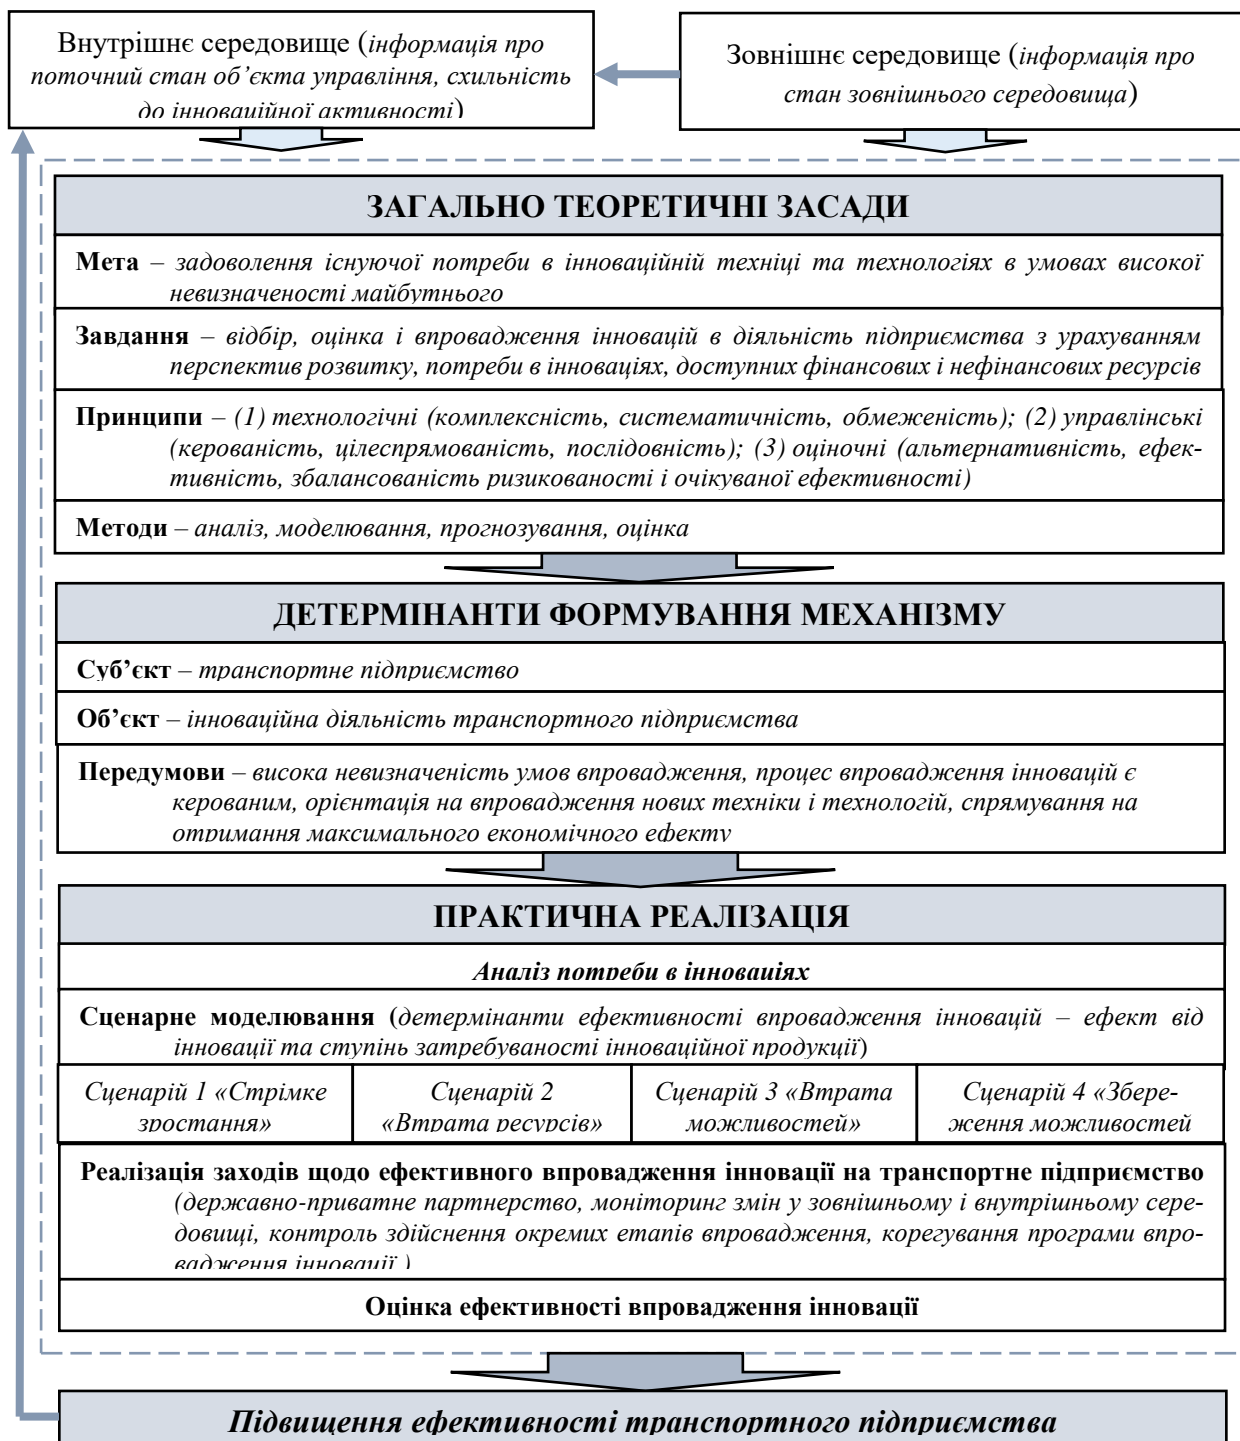 Внутрішнє середовище (інформація про
поточний стан об’єкта управління, схильність
до інноваційної активності)
Зовнішнє середовище (інформація про
стан зовнішнього середовища)
ЗАГАЛЬНО ТЕОРЕТИЧНІ ЗАСАДИ
Мета – задоволення існуючої потреби в інноваційній техніці та технологіях в умовах високої
невизначеності майбутнього
Завдання – відбір, оцінка і впровадження інновацій в діяльність підприємства з урахуванням
перспектив розвитку, потреби в інноваціях, доступних фінансових і нефінансових ресурсів
Принципи – (1) технологічні (комплексність, систематичність, обмеженість); (2) управлінські
(керованість, цілеспрямованість, послідовність); (3) оціночні (альтернативність, ефек-
тивність, збалансованість ризикованості і очікуваної ефективності)
Методи – аналіз, моделювання, прогнозування, оцінка
ДЕТЕРМІНАНТИ ФОРМУВАННЯ МЕХАНІЗМУ
Суб’єкт – транспортне підприємство
Об’єкт – інноваційна діяльність транспортного підприємства
Передумови – висока невизначеність умов впровадження, процес впровадження інновацій є
керованим, орієнтація на впровадження нових техніки і технологій, спрямування на
отримання максимального економічного ефекту
ПРАКТИЧНА РЕАЛІЗАЦІЯ
Аналіз потреби в інноваціях
Сценарне моделювання (детермінанти ефективності впровадження інновацій – ефект від
інновації та ступінь затребуваності інноваційної продукції)
Сценарій 1 «Стрімке
зростання»
Сценарій 2
«Втрата ресурсів»
Сценарій 3 «Втрата
можливостей»
Сценарій 4 «Збере-
ження можливостей
Реалізація заходів щодо ефективного впровадження інновації на транспортне підприємство
(державно-приватне партнерство, моніторинг змін у зовнішньому і внутрішньому сере-
довищі, контроль здійснення окремих етапів впровадження, корегування програми впро-
вадження інновації )
Оцінка ефективності впровадження інновації
Підвищення ефективності транспортного підприємства